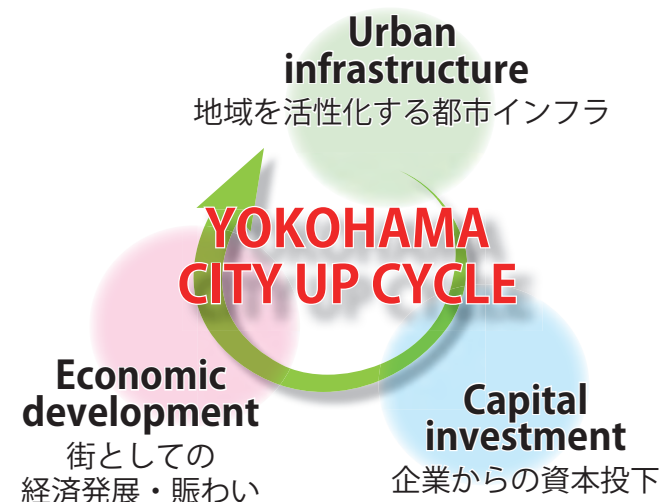 Urban
infrastructure
地域を活性化する都市インフラ
YOKOHAMA
CITY UP CYCLE
Economic
development
街としての
経済発展・賑わい
Capital
investment
企業からの資本投下